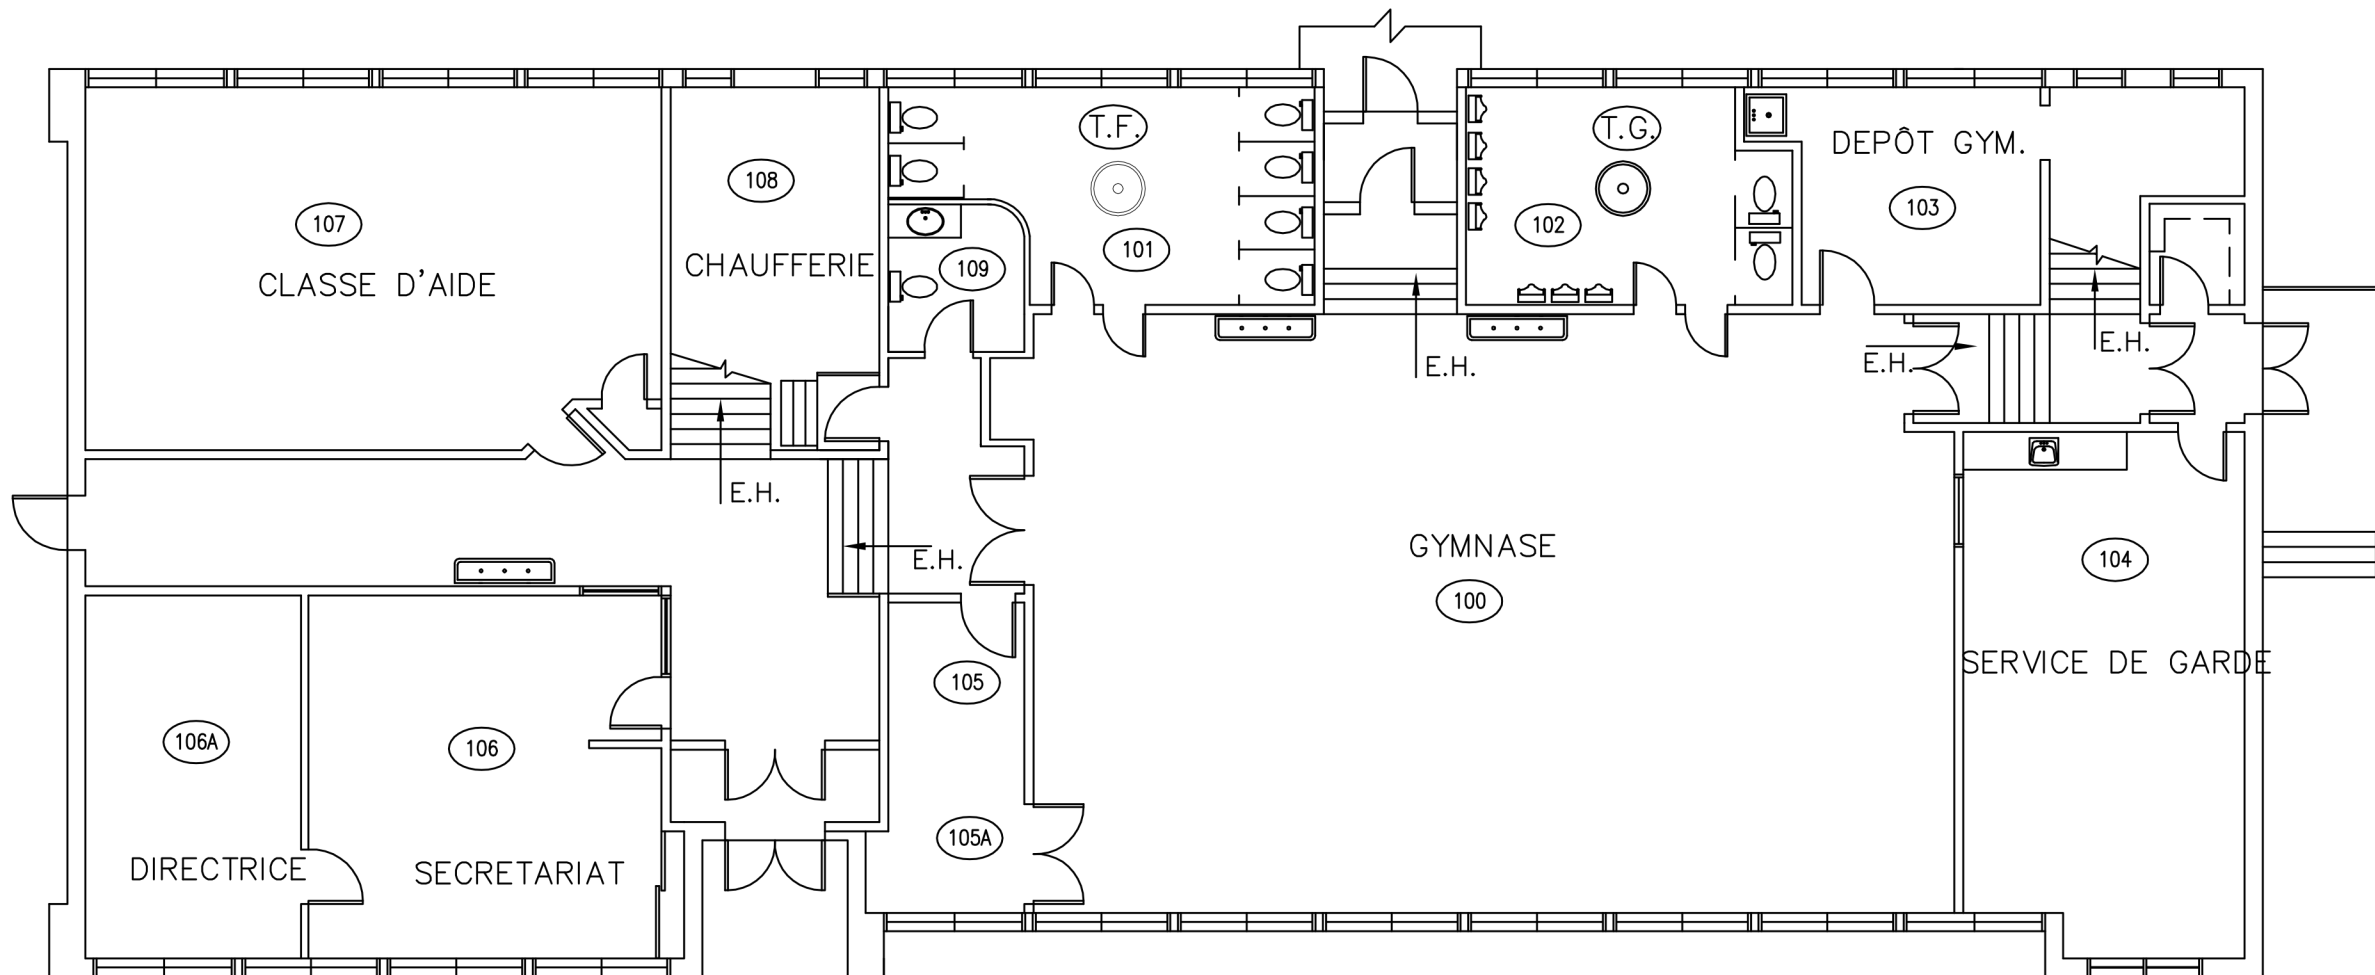 T.F.
T.G.
DEPÔT GYM.
108
107
103
102
101
CHAUFFERIE
109
CLASSE D'AIDE
E.H.
E.H.
E.H.
E.H.
E.H.
GYMNASE
104
100
SERVICE DE GARDE
105
106A
106
105A
DIRECTRICE
SECRETARIAT